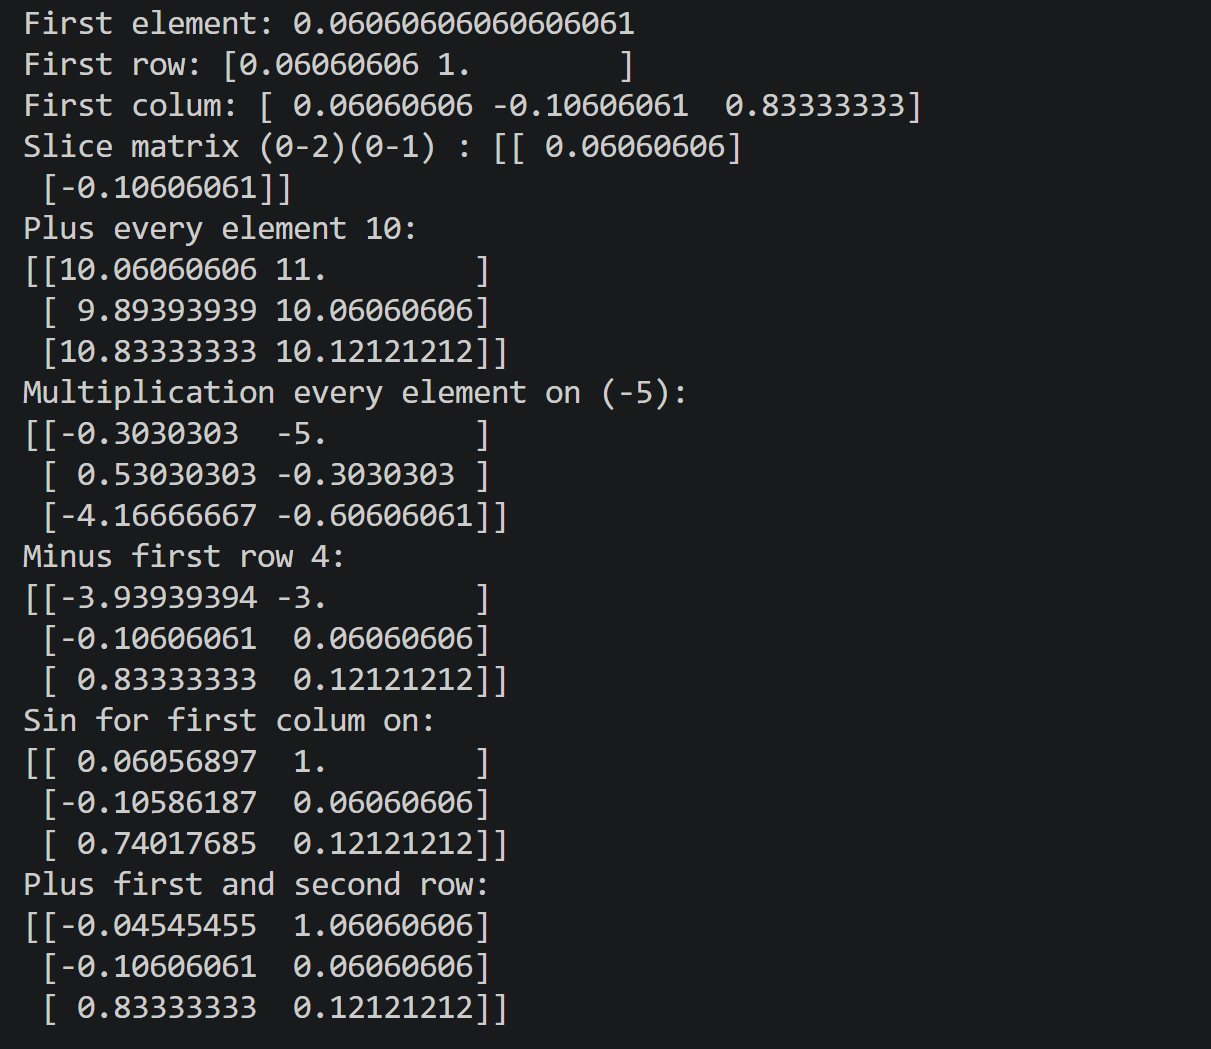 First element: 0.06060606060606061
First row: [0.06060606 1.        ]
First colum: [ 0.06060606 -0.10606061  0.83333333]
Slice matrix (0-2)(0-1) : [[ 0.06060606]
 [-0.10606061]]
Plus every element 10:
[[10.06060606 11.        ]
 [ 9.89393939 10.06060606]
 [10.83333333 10.12121212]]
Multiplication every element on (-5):
[[-0.3030303  -5.        ]
 [ 0.53030303 -0.3030303 ]
 [-4.16666667 -0.60606061]]
Minus first row 4:
[[-3.93939394 -3.        ]
 [-0.10606061  0.06060606]
 [ 0.83333333  0.12121212]]
Sin for first colum on:
[[ 0.06056897  1.        ]
 [-0.10586187  0.06060606]
 [ 0.74017685  0.12121212]]
Plus first and second row:
[[-0.04545455  1.06060606]
 [-0.10606061  0.06060606]
 [ 0.83333333  0.12121212]]